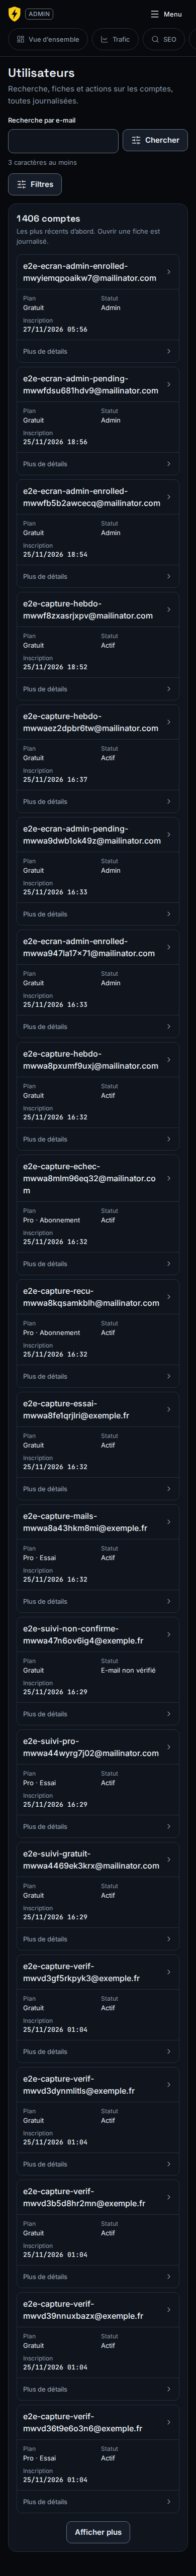 ADMIN
Menu
Vue d'ensemble
Trafic
SEO
Utilisateurs
Recherche, fiches et actions sur les comptes,
toutes journalisées.
Recherche par e-mail
Chercher
3 caractères au moins
Filtres
1 406 comptes
Les plus récents d'abord. Ouvrir une fiche est
journalisé.
e2e-ecran-admin-enrolled-
mwyiemqpoaikw7@mailinator.com
Plan
Statut
Gratuit
Admin
Inscription
27/11/2026 05:56
Plus de détails
e2e-ecran-admin-pending-
mwwfdsu681hdv9@mailinator.com
Plan
Statut
Gratuit
Admin
Inscription
25/11/2026 18:56
Plus de détails
e2e-ecran-admin-enrolled-
mwwfb5b2awcecq@mailinator.com
Plan
Statut
Gratuit
Admin
Inscription
25/11/2026 18:54
Plus de détails
e2e-capture-hebdo-
mwwf8zxasrjxpv@mailinator.com
Plan
Statut
Gratuit
Actif
Inscription
25/11/2026 18:52
Plus de détails
e2e-capture-hebdo-
mwwaez2dpbr6tw@mailinator.com
Plan
Statut
Gratuit
Actif
Inscription
25/11/2026 16:37
Plus de détails
e2e-ecran-admin-pending-
mwwa9dwb1ok49z@mailinator.com
Plan
Statut
Gratuit
Admin
Inscription
25/11/2026 16:33
Plus de détails
e2e-ecran-admin-enrolled-
mwwa947la17x71@mailinator.com
Plan
Statut
Gratuit
Admin
Inscription
25/11/2026 16:33
Plus de détails
e2e-capture-hebdo-
mwwa8pxumf9uxj@mailinator.com
Plan
Statut
Gratuit
Actif
Inscription
25/11/2026 16:32
Plus de détails
e2e-capture-echec-
mwwa8mlm96eq32@mailinator.co
m
Plan
Statut
Pro · Abonnement
Actif
Inscription
25/11/2026 16:32
Plus de détails
e2e-capture-recu-
mwwa8kqsamkblh@mailinator.com
Plan
Statut
Pro · Abonnement
Actif
Inscription
25/11/2026 16:32
Plus de détails
e2e-capture-essai-
mwwa8fe1qrjlri@exemple.fr
Plan
Statut
Gratuit
Actif
Inscription
25/11/2026 16:32
Plus de détails
e2e-capture-mails-
mwwa8a43hkm8mi@exemple.fr
Plan
Statut
Pro · Essai
Actif
Inscription
25/11/2026 16:32
Plus de détails
e2e-suivi-non-confirme-
mwwa47n6ov6ig4@exemple.fr
Plan
Statut
Gratuit
E-mail non vérifié
Inscription
25/11/2026 16:29
Plus de détails
e2e-suivi-pro-
mwwa44wyrg7j02@mailinator.com
Plan
Statut
Pro · Essai
Actif
Inscription
25/11/2026 16:29
Plus de détails
e2e-suivi-gratuit-
mwwa4469ek3krx@mailinator.com
Plan
Statut
Gratuit
Actif
Inscription
25/11/2026 16:29
Plus de détails
e2e-capture-verif-
mwvd3gf5rkpyk3@exemple.fr
Plan
Statut
Gratuit
Actif
Inscription
25/11/2026 01:04
Plus de détails
e2e-capture-verif-
mwvd3dynmlitls@exemple.fr
Plan
Statut
Gratuit
Actif
Inscription
25/11/2026 01:04
Plus de détails
e2e-capture-verif-
mwvd3b5d8hr2mn@exemple.fr
Plan
Statut
Gratuit
Actif
Inscription
25/11/2026 01:04
Plus de détails
e2e-capture-verif-
mwvd39nnuxbazx@exemple.fr
Plan
Statut
Gratuit
Actif
Inscription
25/11/2026 01:04
Plus de détails
e2e-capture-verif-
mwvd36t9e6o3n6@exemple.fr
Plan
Statut
Pro · Essai
Actif
Inscription
25/11/2026 01:04
Plus de détails
Afficher plus